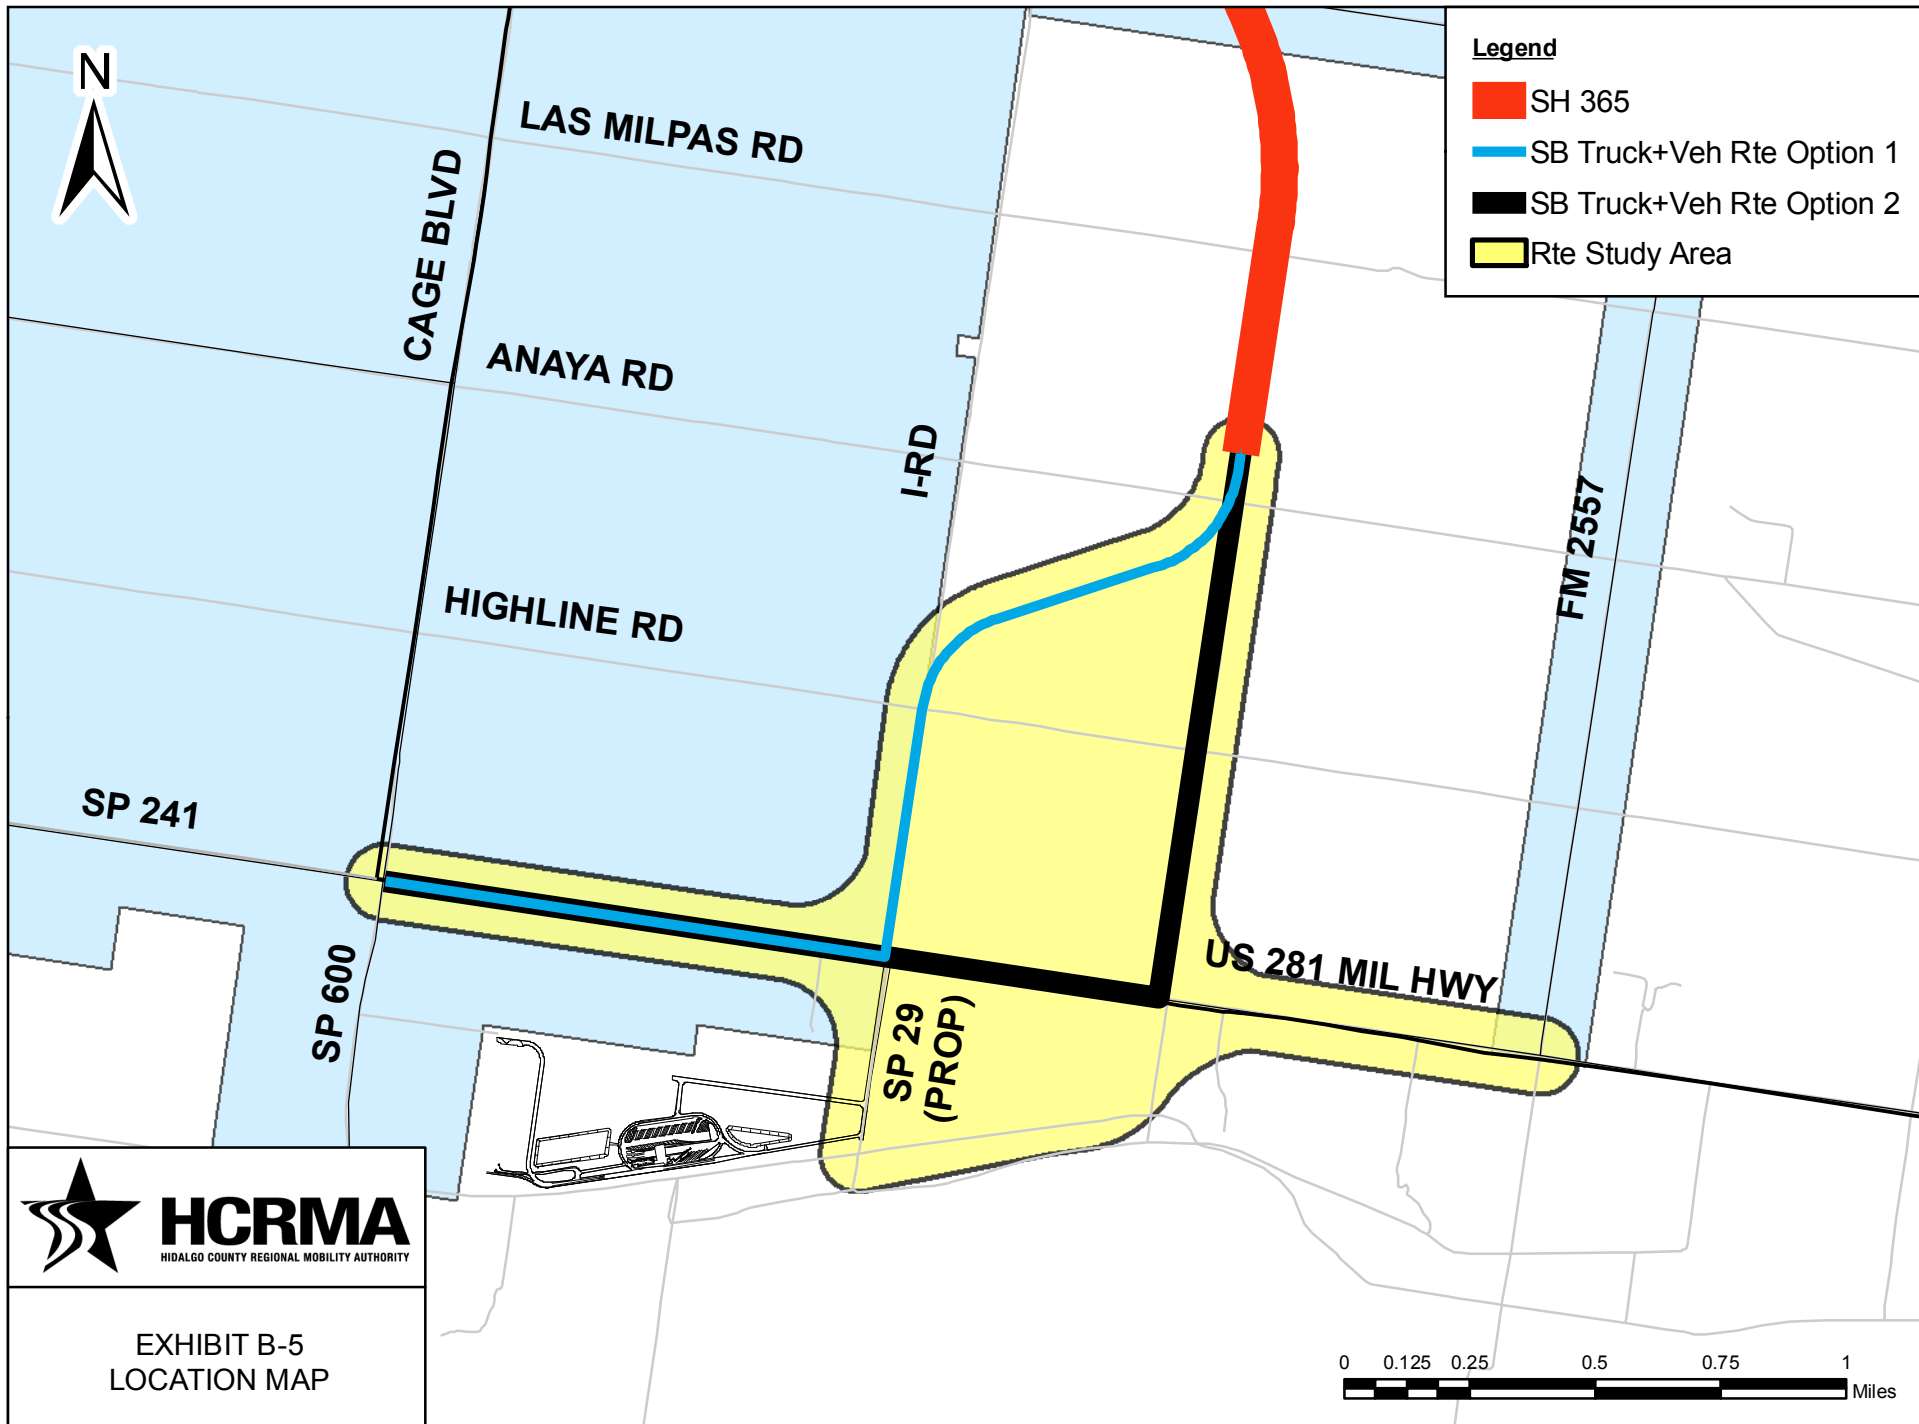 N
LAS MILPAS RD
CAGE BLVD
ANAYA RD
I-RD
HIGHLINE RD
FM 2557
SP 241
US 281 MIL HWY
SP 600
SP 29
(PROP)
Legend
SH 365
SB Truck+Veh Rte Option 1
SB Truck+Veh Rte Option 2
Rte Study Area
HCRMA
HIDALGO COUNTY REGIONAL MOBILITY AUTHORITY
EXHIBIT B-5
LOCATION MAP
0 0.125 0.25 0.5 0.75 1
Miles